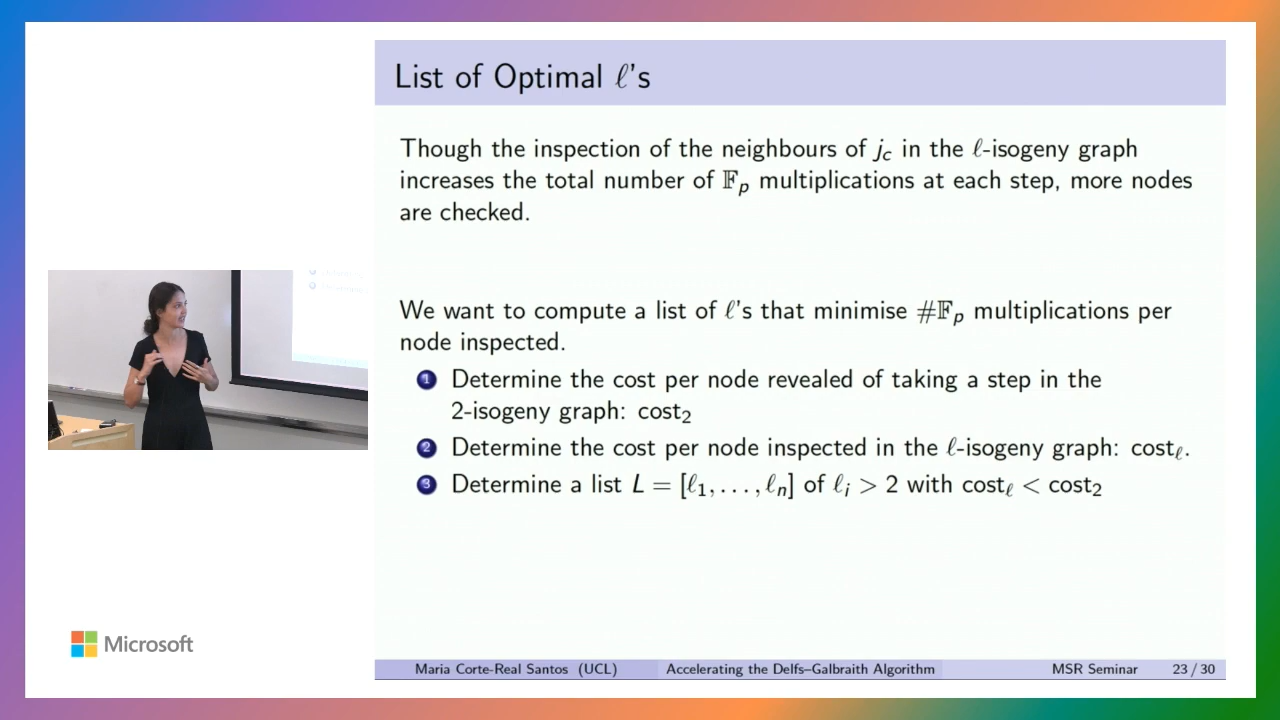 List of Optimal ℓ's
Though the inspection of the neighbours of j_c in the ℓ-isogeny graph
increases the total number of 𝔽_p multiplications at each step, more nodes
are checked.
We want to compute a list of ℓ's that minimise #𝔽_p multiplications per
node inspected.
1 Determine the cost per node revealed of taking a step in the
2-isogeny graph: cost₂
2 Determine the cost per node inspected in the ℓ-isogeny graph: cost_ℓ.
3 Determine a list L = [ℓ₁, . . . , ℓ_n] of ℓ_i > 2 with cost_ℓ < cost₂
Microsoft
Maria Corte-Real Santos (UCL) Accelerating the Delfs–Galbraith Algorithm MSR Seminar 23 / 30